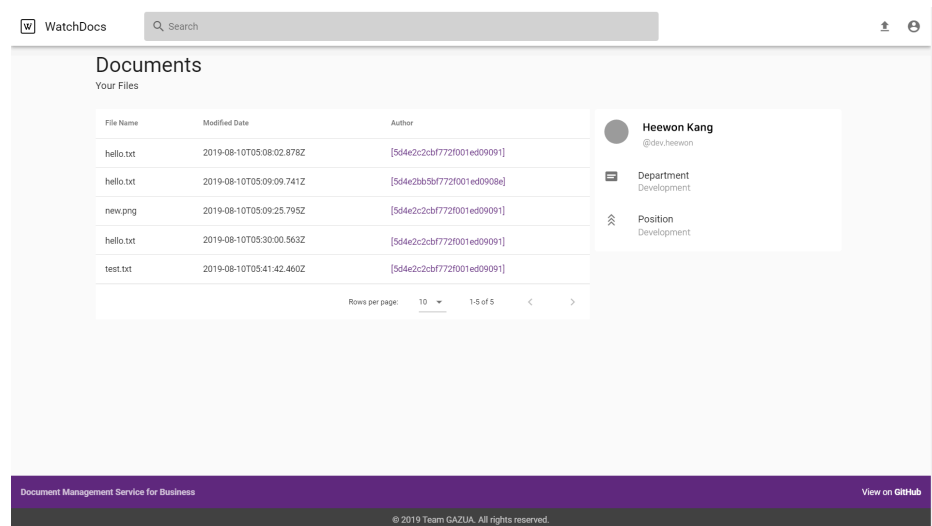 W WatchDocs Search
Documents
Your Files
File Name Modified Date Author
hello.txt 2019-08-10T05:08:02.878Z [5d4e2c2cbf772f001ed09091]
hello.txt 2019-08-10T05:09:09.741Z [5d4e2bb5bf772f001ed0908e]
new.png 2019-08-10T05:09:25.795Z [5d4e2c2cbf772f001ed09091]
hello.txt 2019-08-10T05:30:00.563Z [5d4e2c2cbf772f001ed09091]
test.txt 2019-08-10T05:41:42.460Z [5d4e2c2cbf772f001ed09091]
Rows per page: 10 1-5 of 5
Heewon Kang
@dev.heewon
Department
Development
Position
Development
Document Management Service for Business View on GitHub
© 2019 Team GAZUA. All rights reserved.